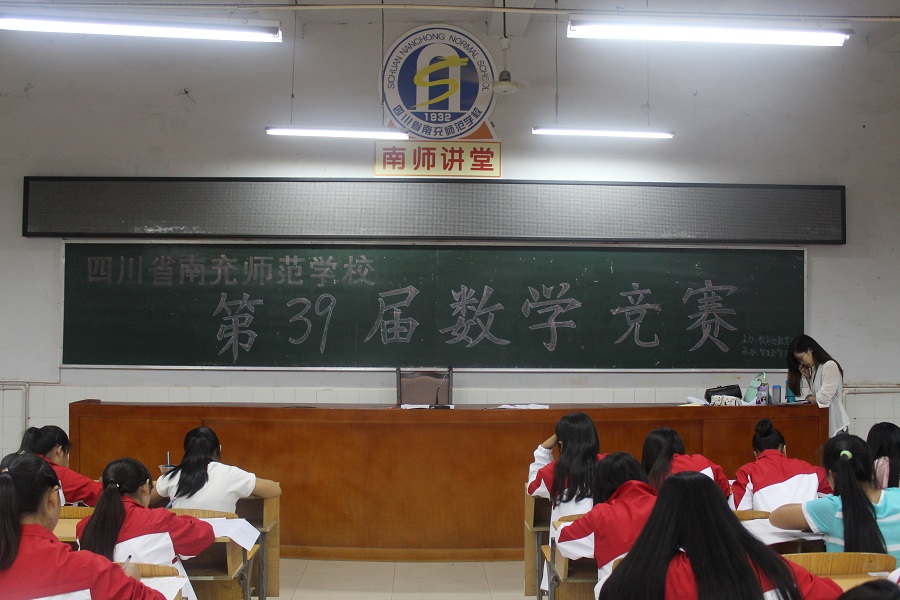 SICHUAN NANCHONG NORMAL SCHOOL
1932
四川省南充师范学校
南师讲堂
四川省南充师范学校
第39届数学竞赛